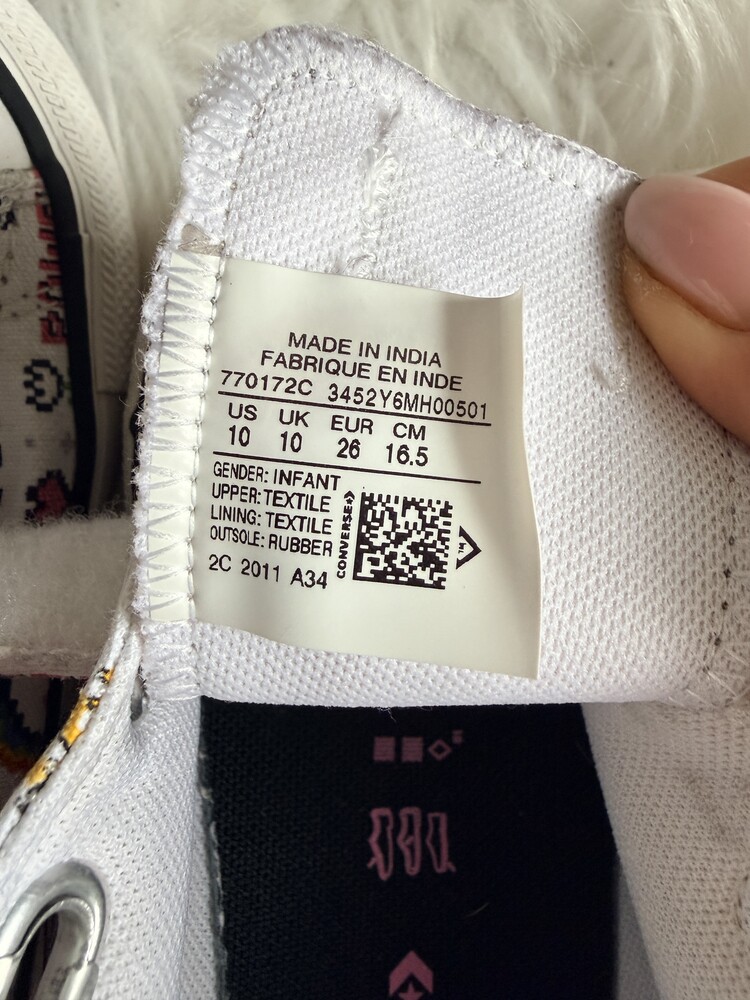 MADE IN INDIA
FABRIQUE EN INDE
770172C 3452Y6MH00501
US UK EUR CM
10 10 26 16.5
GENDER: INFANT
UPPER: TEXTILE
LINING: TEXTILE
OUTSOLE: RUBBER
2C 2011 A34
CONVERSE
TM